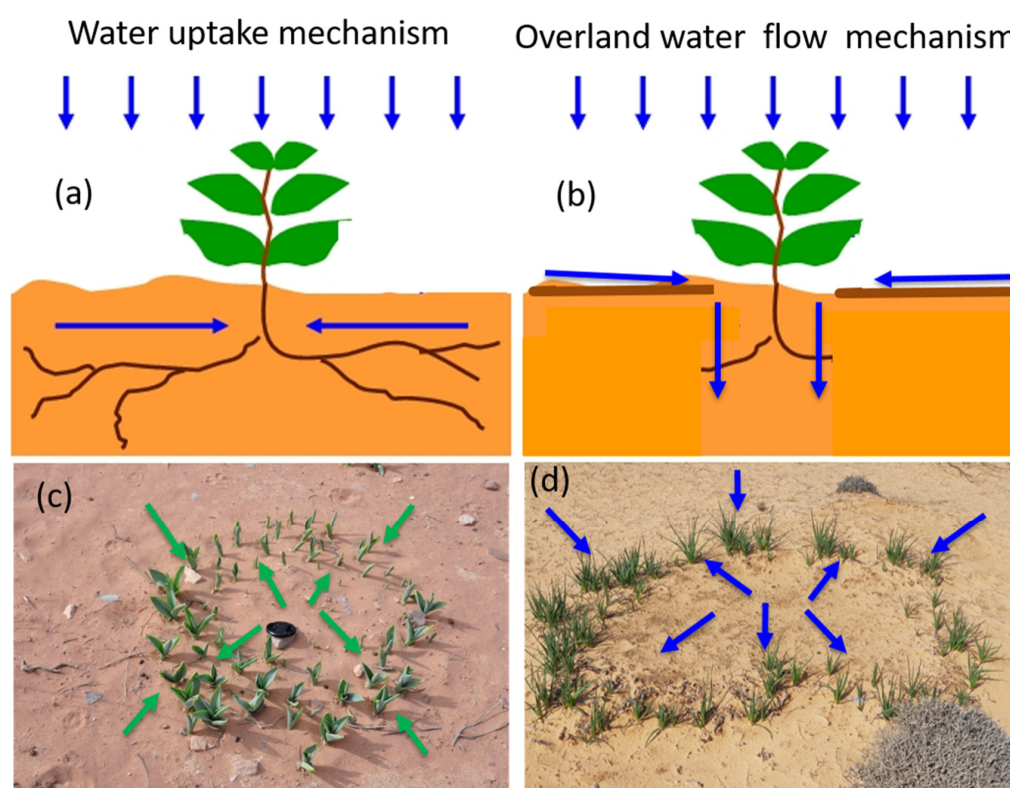 Water uptake mechanism
Overland water flow mechanism
(a)
(b)
(c)
(d)